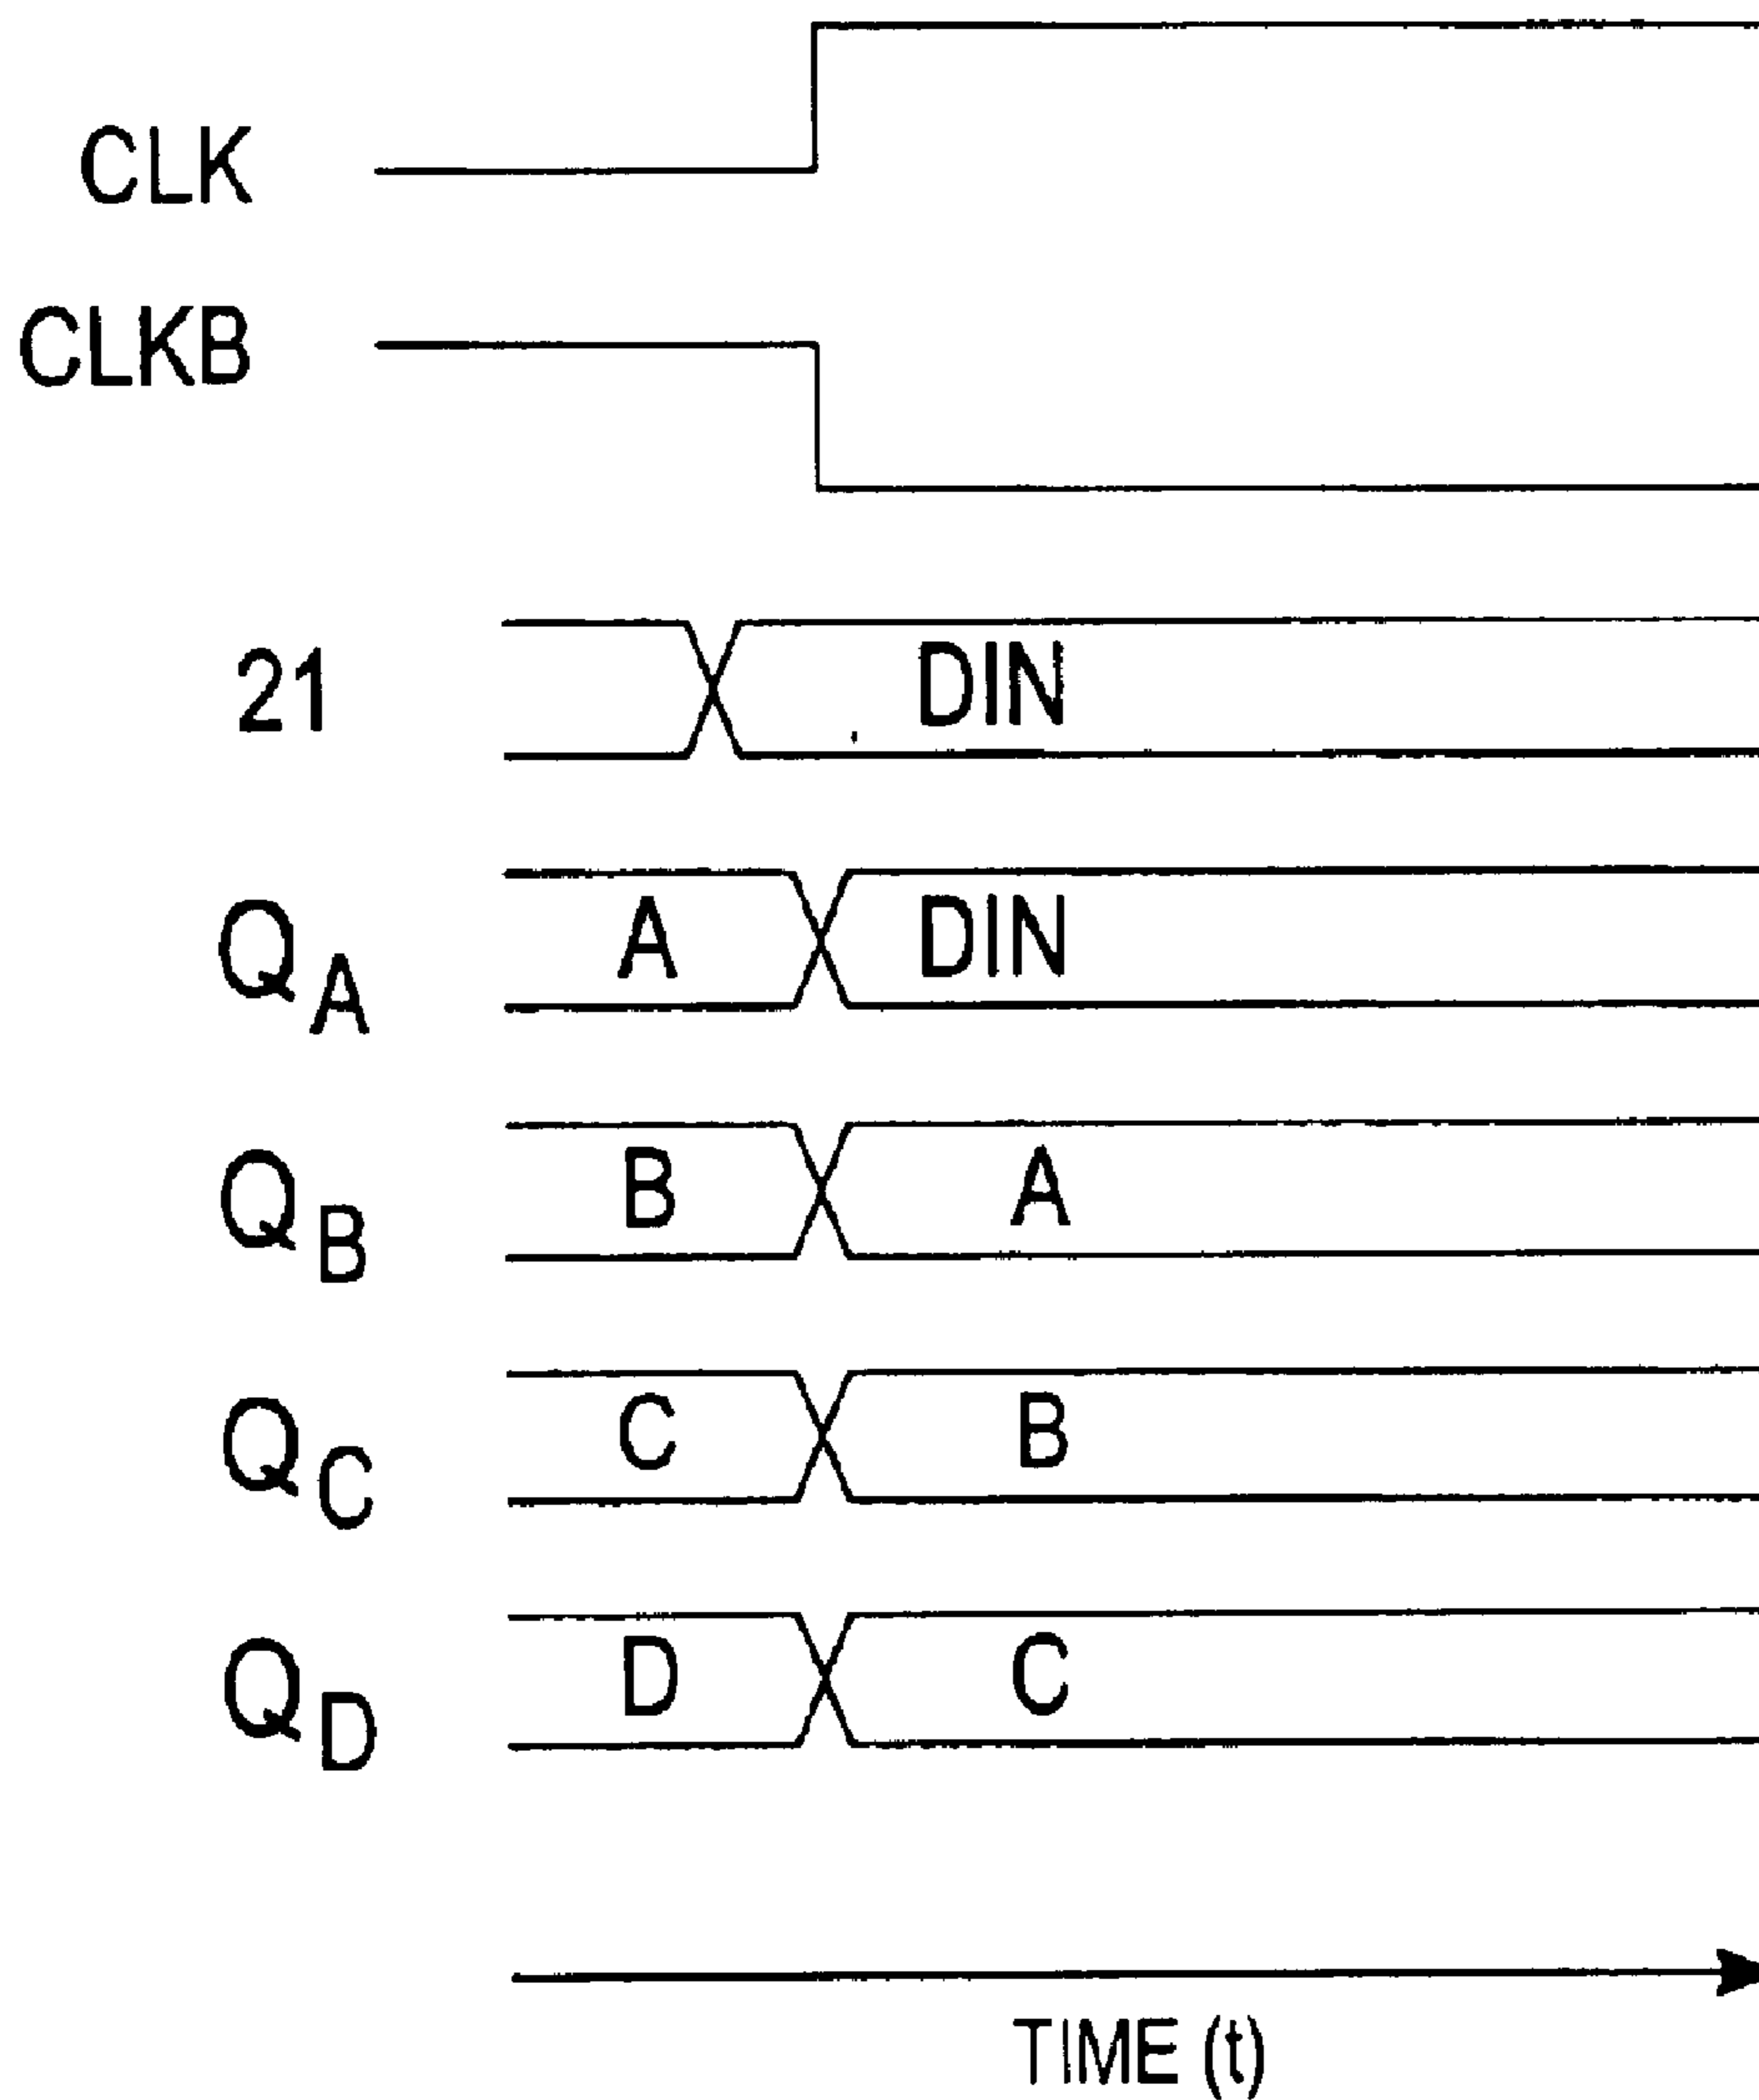 CLK
CLKB
21 DIN
QA A DIN
QB B A
QC C B
QD D C
TIME (t)